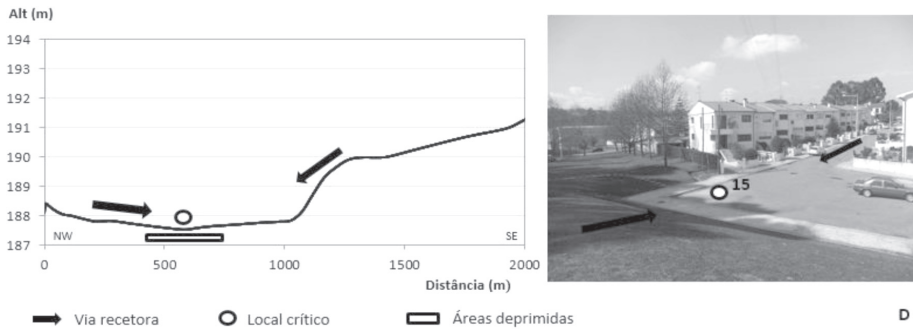 Alt (m)
194
193
192
191
190
189
188
187
NW
SE
0
500
1000
1500
2000
Distância (m)
15
Via recetora
Local crítico
Áreas deprimidas
D